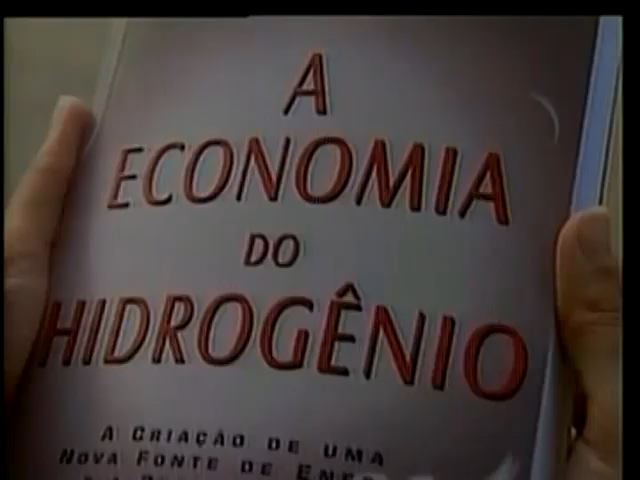 A
ECONOMIA
DO
HIDROGÊNIO
A CRIAÇÃO DE UMA
NOVA FONTE DE